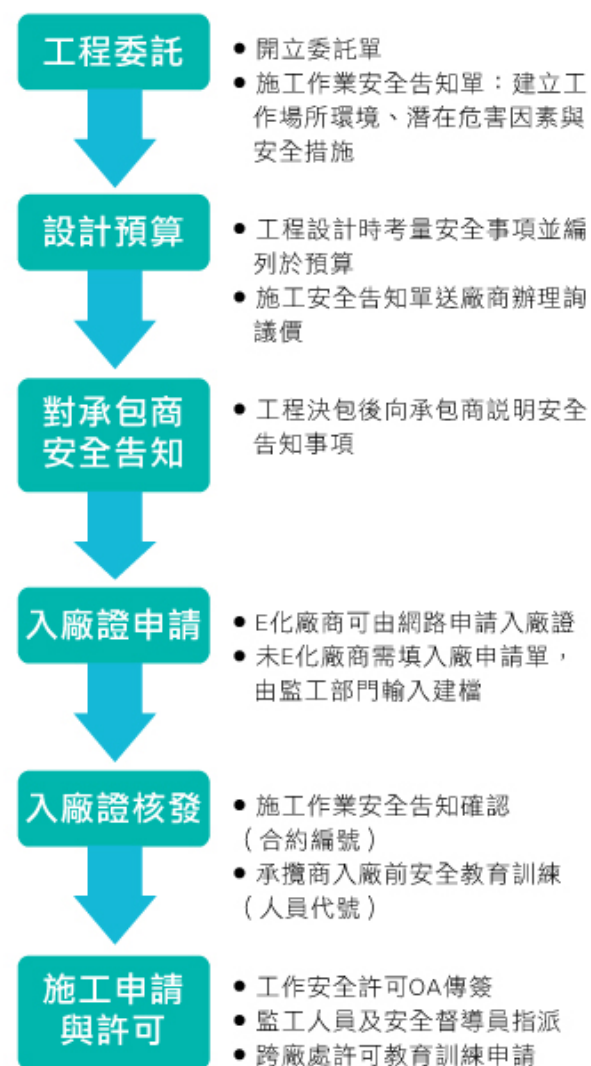 工程委託
● 開立委託單
● 施工作業安全告知單：建立工
作場所環境、潛在危害因素與
安全措施
設計預算
● 工程設計時考量安全事項並編
列於預算
● 施工安全告知單送廠商辦理詢
議價
對承包商
安全告知
● 工程決包後向承包商説明安全
告知事項
入廠證申請
● E化廠商可由網路申請入廠證
● 未E化廠商需填入廠申請單，
由監工部門輸入建檔
入廠證核發
● 施工作業安全告知確認
（合約編號）
● 承攬商入廠前安全教育訓練
（人員代號）
施工申請
與許可
● 工作安全許可OA傳簽
● 監工人員及安全督導員指派
● 跨廠處許可教育訓練申請